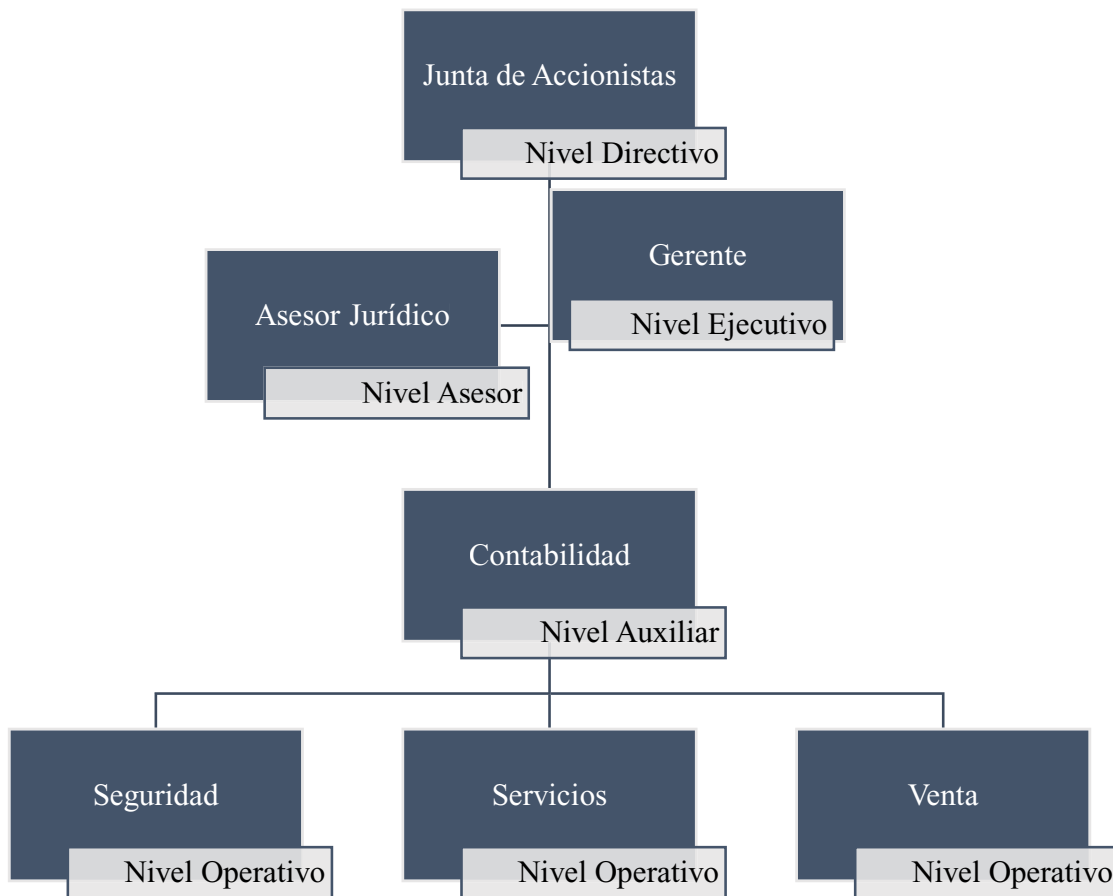 Junta de Accionistas
Nivel Directivo
Gerente
Nivel Ejecutivo
Asesor Jurídico
Nivel Asesor
Contabilidad
Nivel Auxiliar
Seguridad
Nivel Operativo
Servicios
Nivel Operativo
Venta
Nivel Operativo